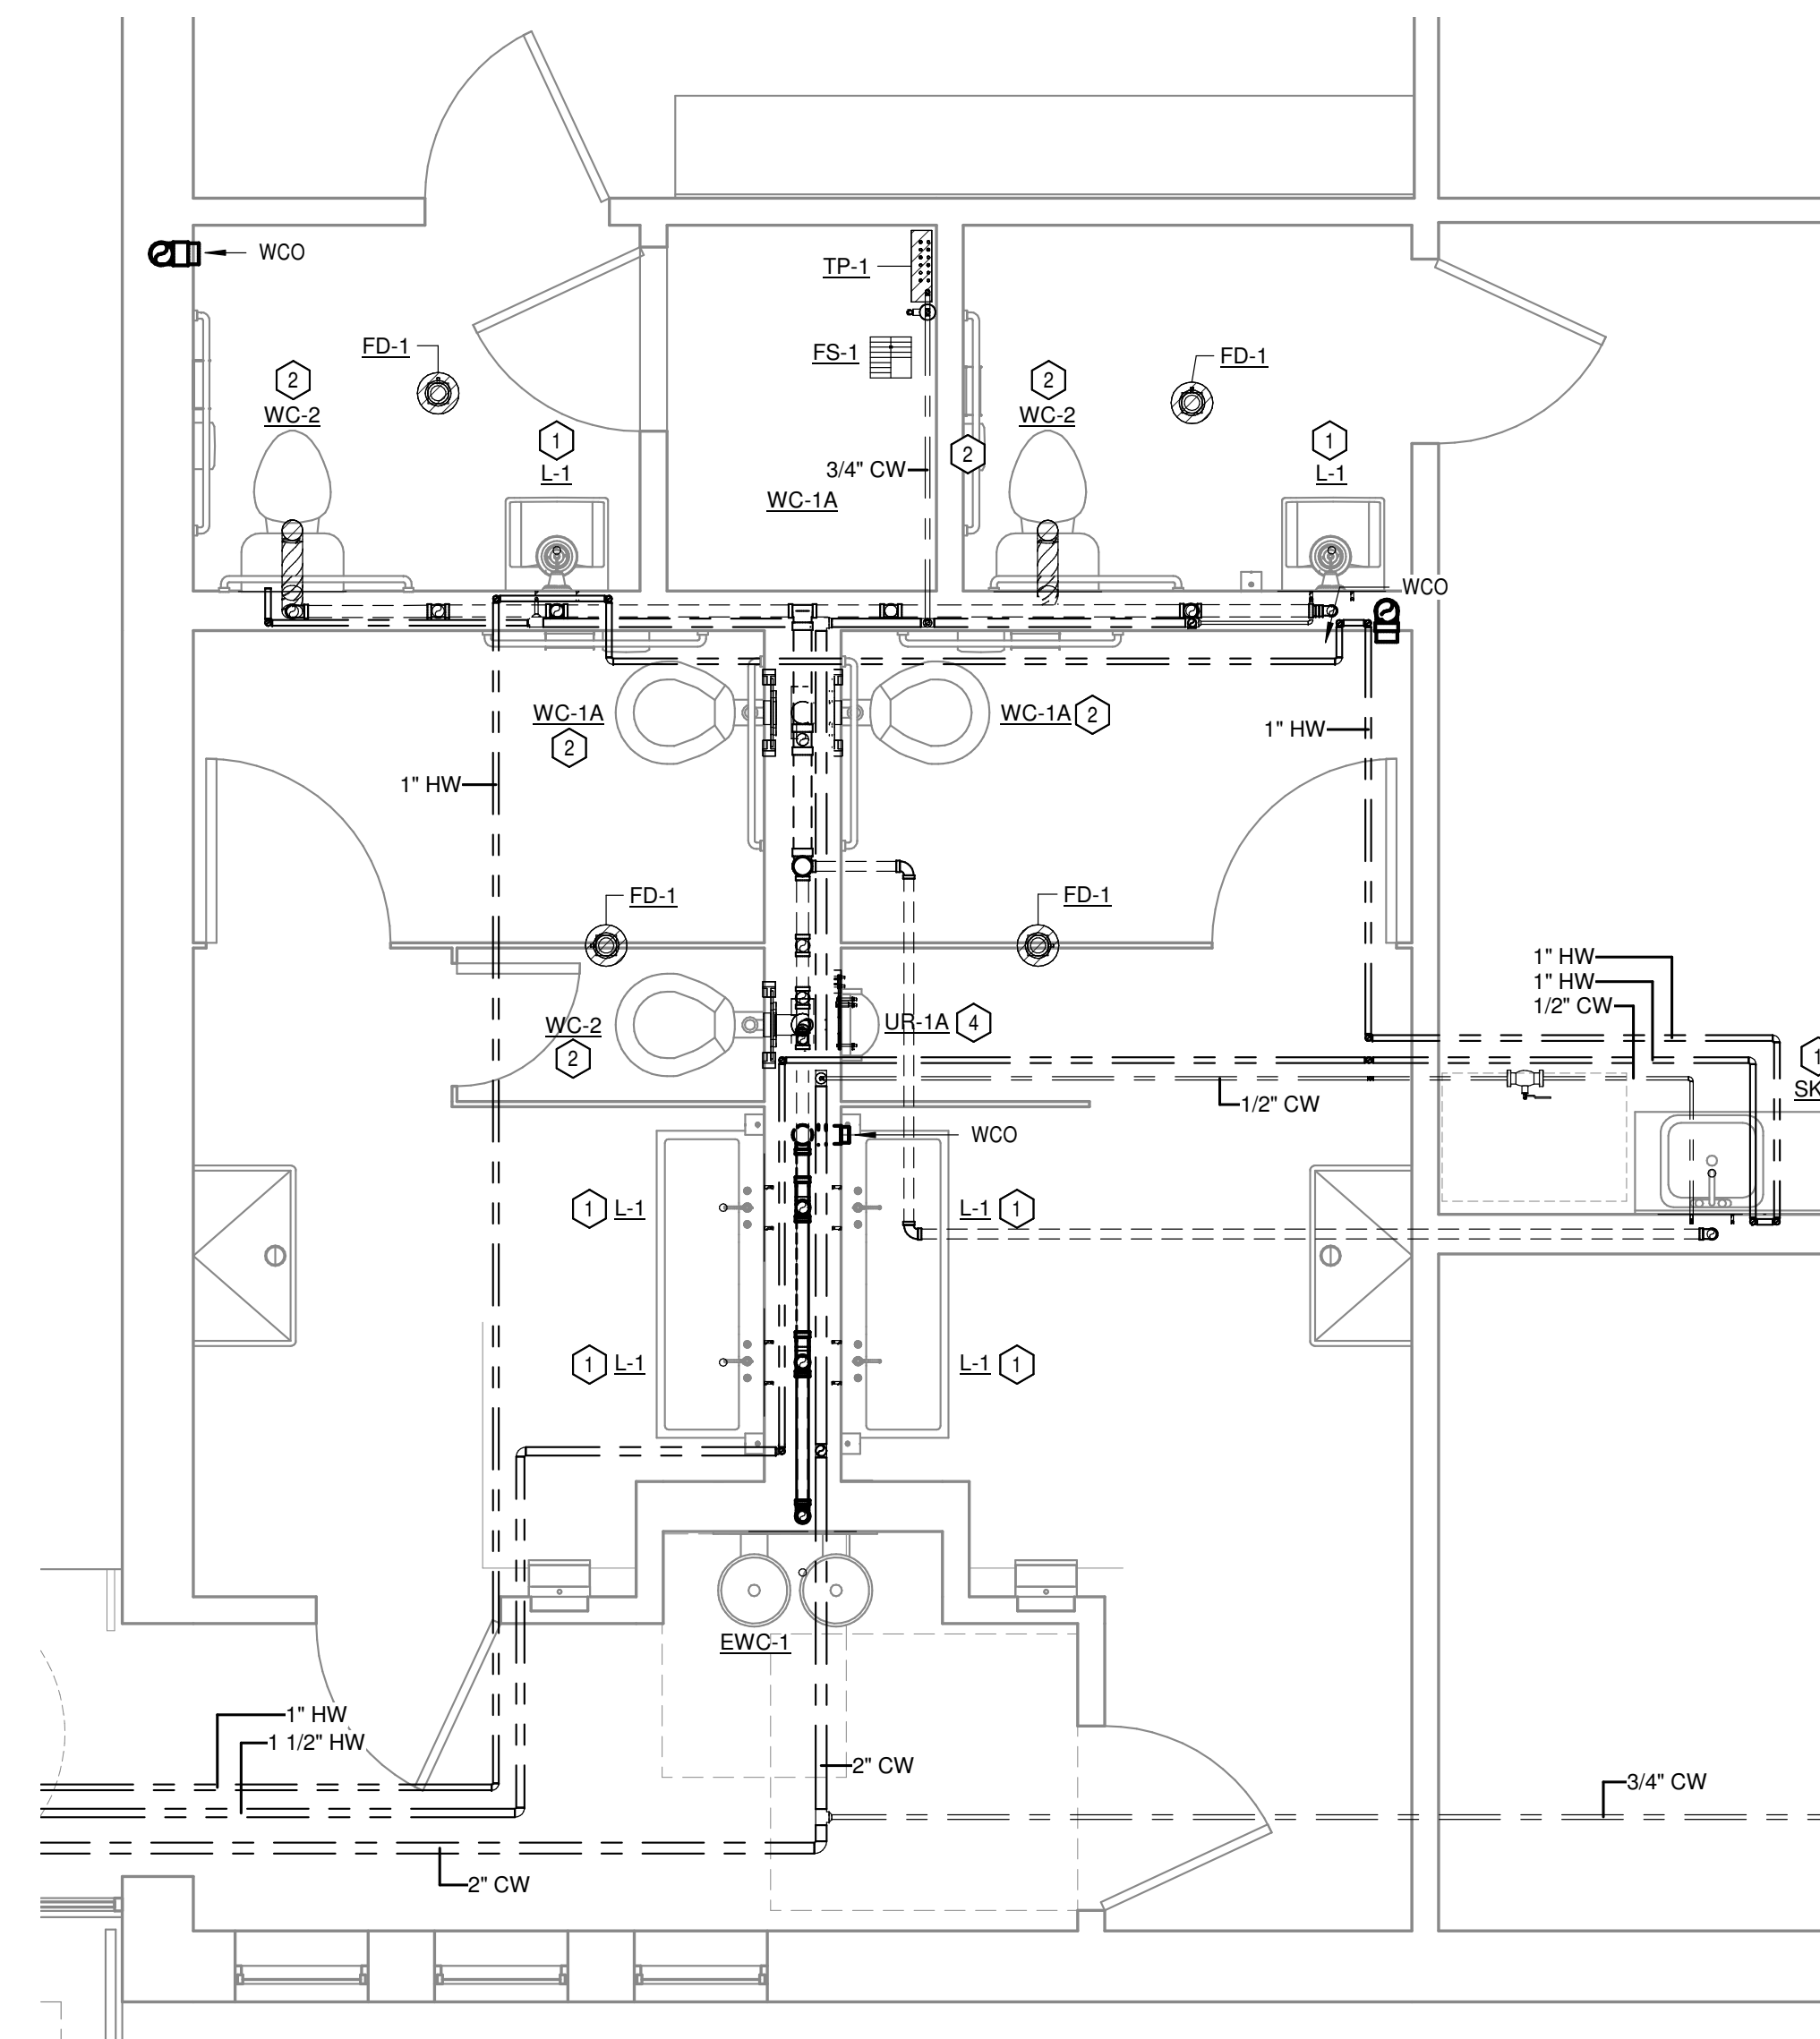 WCO
TP-1
FD-1
FS-1
FD-1
2
WC-2
2
WC-2
1
L-1
2
3/4" CW
WC-1A
1
L-1
WCO
WC-1A
2
WC-1A
2
1" HW
1" HW
FD-1
FD-1
1" HW
1" HW
1/2" CW
WC-2
2
UR-1A
4
1
SK
1/2" CW
WCO
1
L-1
L-1
1
1
L-1
L-1
1
EWC-1
1" HW
1 1/2" HW
2" CW
3/4" CW
2" CW